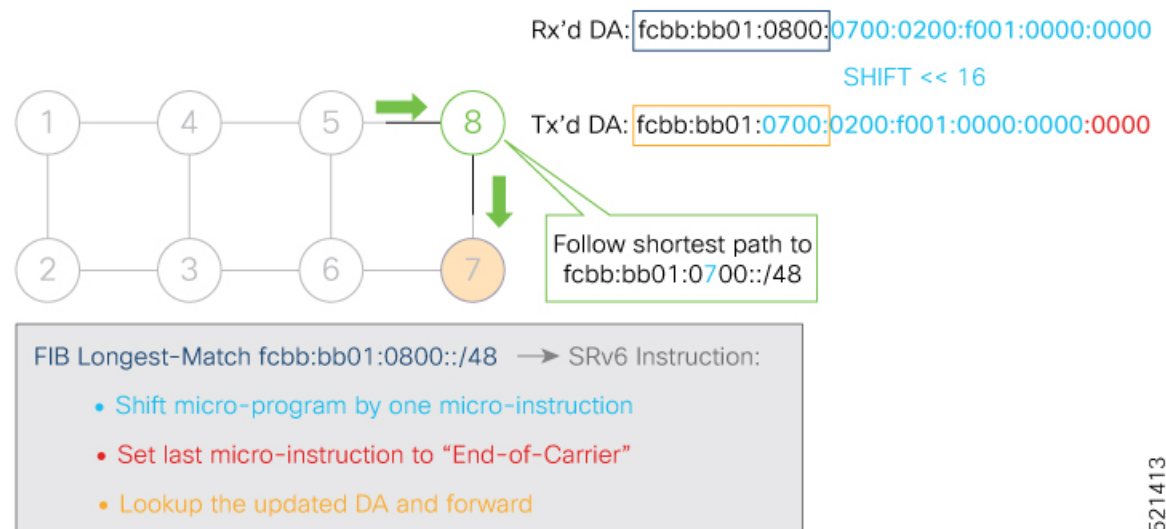 Rx'd DA: fcbb:bb01:0800:0700:0200:f001:0000:0000
SHIFT << 16
Tx'd DA: fcbb:bb01:0700:0200:f001:0000:0000:0000
1
4
5
8
2
3
6
7
Follow shortest path to
fcbb:bb01:0700::/48
FIB Longest-Match fcbb:bb01:0800::/48 → SRv6 Instruction:
• Shift micro-program by one micro-instruction
• Set last micro-instruction to “End-of-Carrier”
• Lookup the updated DA and forward
521413